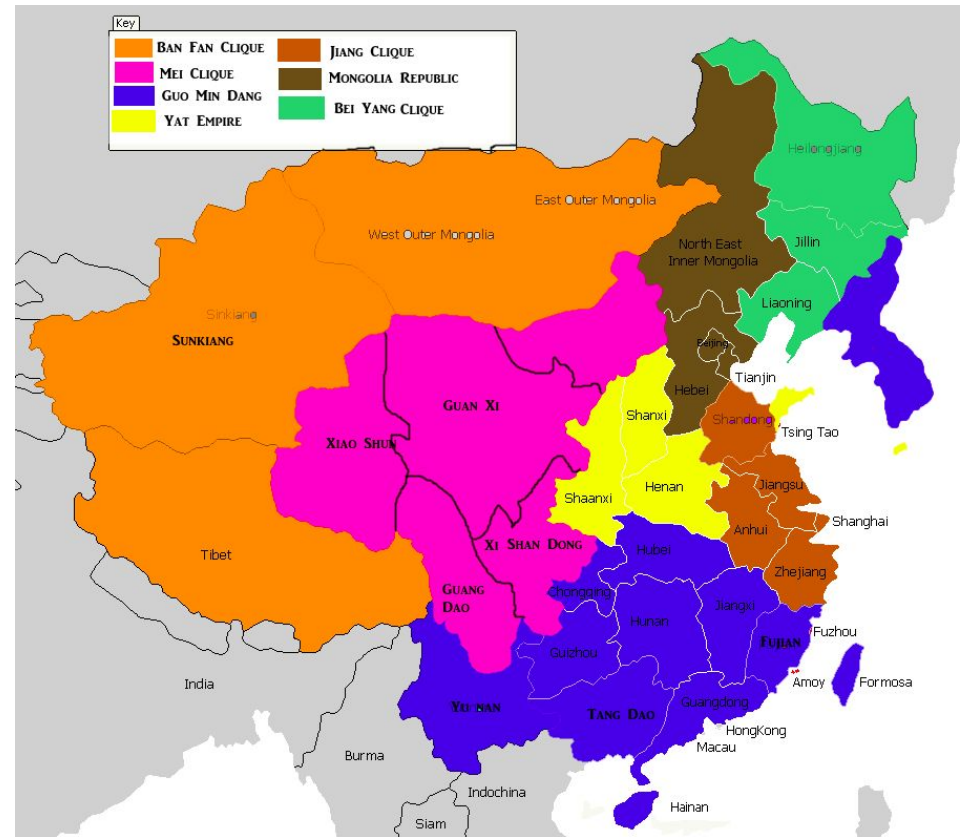 Key
BAN FAN CLIQUE
MEI CLIQUE
GUO MIN DANG
YAT EMPIRE
JIANG CLIQUE
MONGOLIA REPUBLIC
BEI YANG CLIQUE
Heilongjiang
East Outer Mongolia
West Outer Mongolia
Jillin
North East
Inner Mongolia
Liaoning
Sinkiang
SUNKIANG
Beijing
Tianjin
Hebei
GUAN XI
Shanxi
Shandong
Tsing Tao
XIAO SHUN
Henan
Jiangsu
Shaanxi
Anhui
Shanghai
XI SHAN DONG
Hubei
Tibet
Zhejiang
GUANG
DAO
Chongqing
Jiangxi
Hunan
Fuzhou
FUJIAN
Guizhou
India
Amoy
Formosa
YU NAN
TANG DAO
Guangdong
HongKong
Macau
Burma
Indochina
Hainan
Siam